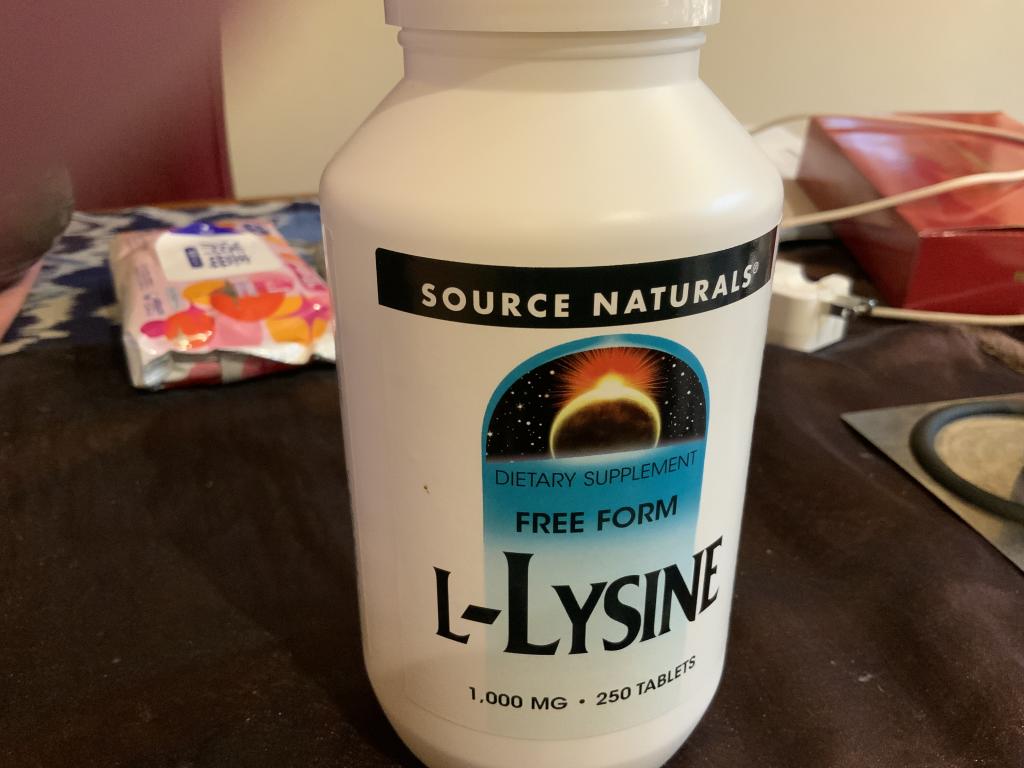 SOURCE NATURALS®
DIETARY SUPPLEMENT
FREE FORM
L-LYSINE
1,000 MG • 250 TABLETS